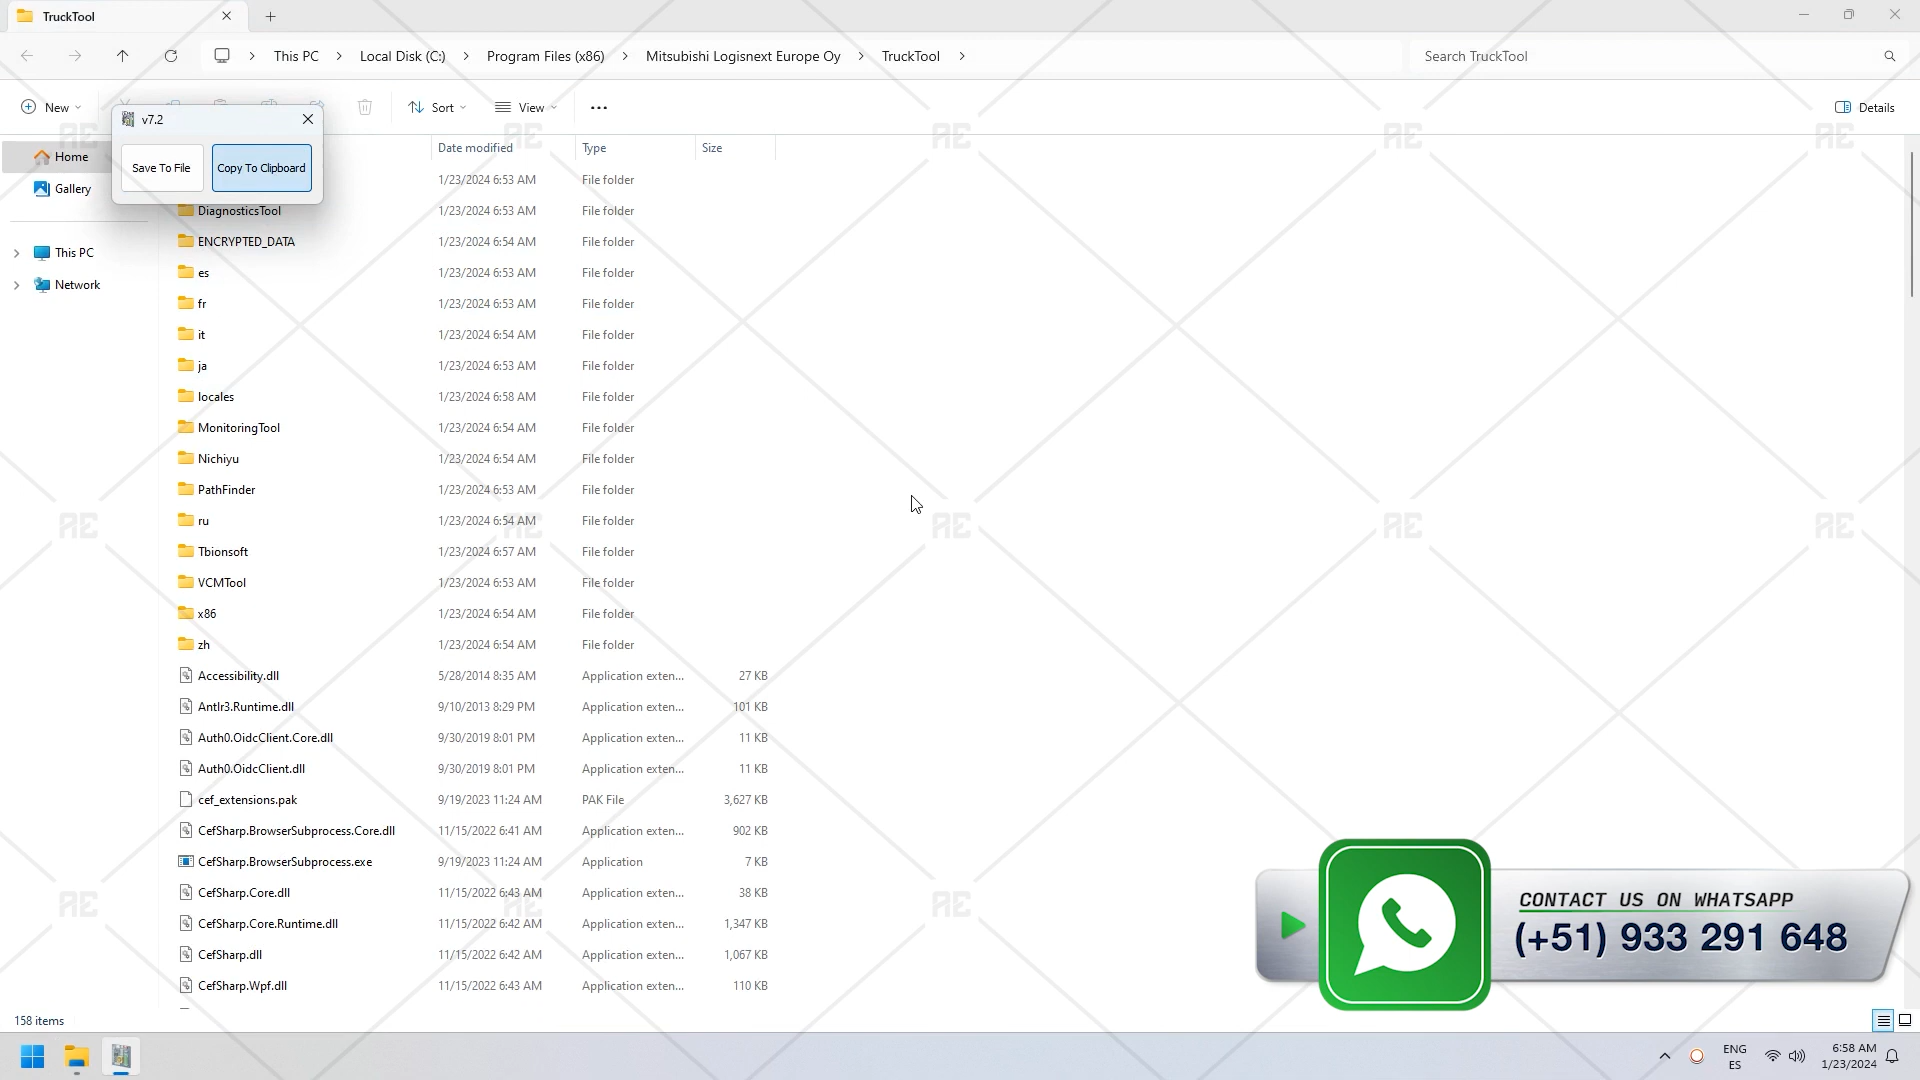 TruckTool
This PC
Local Disk (C:)
Program Files (x86)
Mitsubishi Logisnext Europe Oy
TruckTool
Search TruckTool
New
Sort
View
Details
v7.2
Save To File
Copy To Clipboard
Home
Gallery
This PC
Network
Date modified Type Size
1/23/2024 6:53 AM File folder
DiagnosticsTool 1/23/2024 6:53 AM File folder
ENCRYPTED_DATA 1/23/2024 6:54 AM File folder
es 1/23/2024 6:53 AM File folder
fr 1/23/2024 6:53 AM File folder
it 1/23/2024 6:54 AM File folder
ja 1/23/2024 6:53 AM File folder
locales 1/23/2024 6:58 AM File folder
MonitoringTool 1/23/2024 6:54 AM File folder
Nichiyu 1/23/2024 6:54 AM File folder
PathFinder 1/23/2024 6:53 AM File folder
ru 1/23/2024 6:54 AM File folder
Tbionsoft 1/23/2024 6:57 AM File folder
VCMTool 1/23/2024 6:53 AM File folder
x86 1/23/2024 6:54 AM File folder
zh 1/23/2024 6:54 AM File folder
Accessibility.dll 5/28/2014 8:35 AM Application exten... 27 KB
Antlr3.Runtime.dll 9/10/2013 8:29 PM Application exten... 101 KB
Auth0.OidcClient.Core.dll 9/30/2019 8:01 PM Application exten... 11 KB
Auth0.OidcClient.dll 9/30/2019 8:01 PM Application exten... 11 KB
cef_extensions.pak 9/19/2023 11:24 AM PAK File 3,627 KB
CefSharp.BrowserSubprocess.Core.dll 11/15/2022 6:41 AM Application exten... 902 KB
CefSharp.BrowserSubprocess.exe 9/19/2023 11:24 AM Application 7 KB
CefSharp.Core.dll 11/15/2022 6:43 AM Application exten... 38 KB
CefSharp.Core.Runtime.dll 11/15/2022 6:42 AM Application exten... 1,347 KB
CefSharp.dll 11/15/2022 6:42 AM Application exten... 1,067 KB
CefSharp.Wpf.dll 11/15/2022 6:43 AM Application exten... 110 KB
CONTACT US ON WHATSAPP
(+51) 933 291 648
158 items
ENG
ES
6:58 AM
1/23/2024
AE AE AE AE
AE AE AE AE
AE AE AE